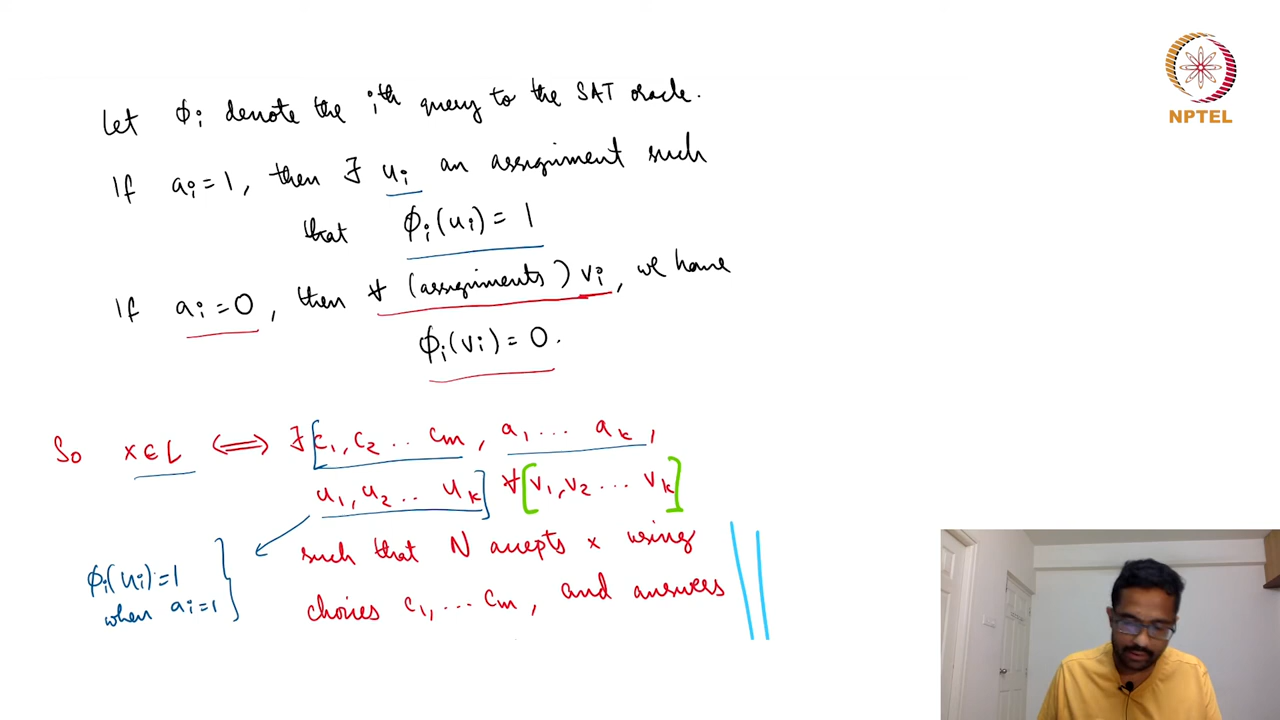 NPTEL
Let ϕi denote the ith query to the SAT oracle.
If ai = 1, then ∃ ui an assignment such
that ϕi(ui) = 1
If ai = 0, then ∀ (assignments) vi, we have
ϕi(vi) = 0.
So x ∈ L ⟺ ∃ [c1, c2 .. cm, a1 ... ak,
u1, u2 .. uk] ∀ [v1, v2 ... vk]
such that N accepts x using
choices c1, ... cm, and answers
ϕi(ui) = 1
when ai = 1